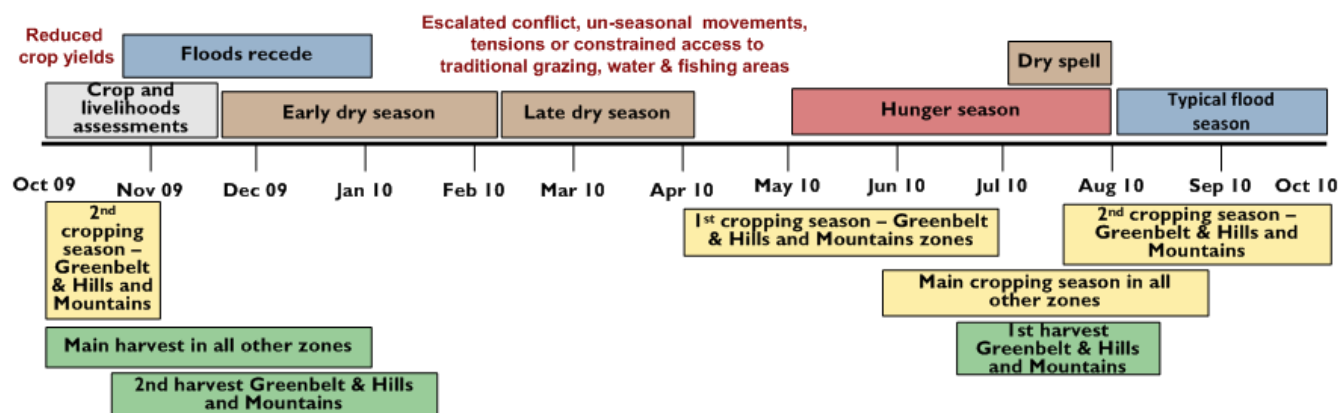 Reduced
crop yields
Floods recede
Escalated conflict, un-seasonal movements,
tensions or constrained access to
traditional grazing, water & fishing areas
Dry spell
Crop and
livelihoods
assessments
Early dry season
Late dry season
Hunger season
Typical flood
season
Oct 09
Nov 09
Dec 09
Jan 10
Feb 10
Mar 10
Apr 10
May 10
Jun 10
Jul 10
Aug 10
Sep 10
Oct 10
2nd
cropping
season –
Greenbelt
& Hills and
Mountains
1st cropping season – Greenbelt
& Hills and Mountains zones
2nd cropping season –
Greenbelt & Hills and
Mountains
Main cropping season in all
other zones
Main harvest in all other zones
1st harvest
Greenbelt & Hills
and Mountains
2nd harvest Greenbelt & Hills
and Mountains